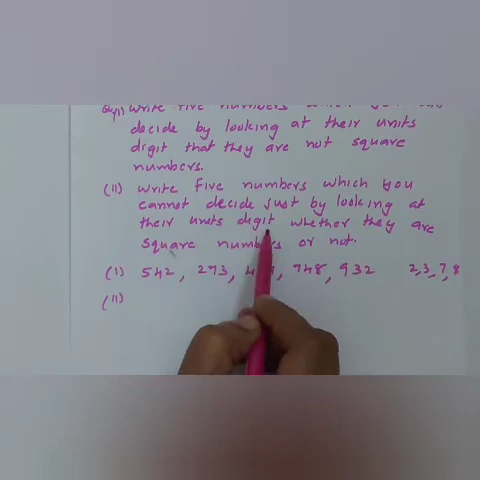 decide by looking at their units
digit that they are not square
numbers.
(II) Write five numbers which you
cannot decide just by looking at
their units digit whether they are
square numbers or not.
(I) 542, 293, 748, 932 2,3,7,8
(II)